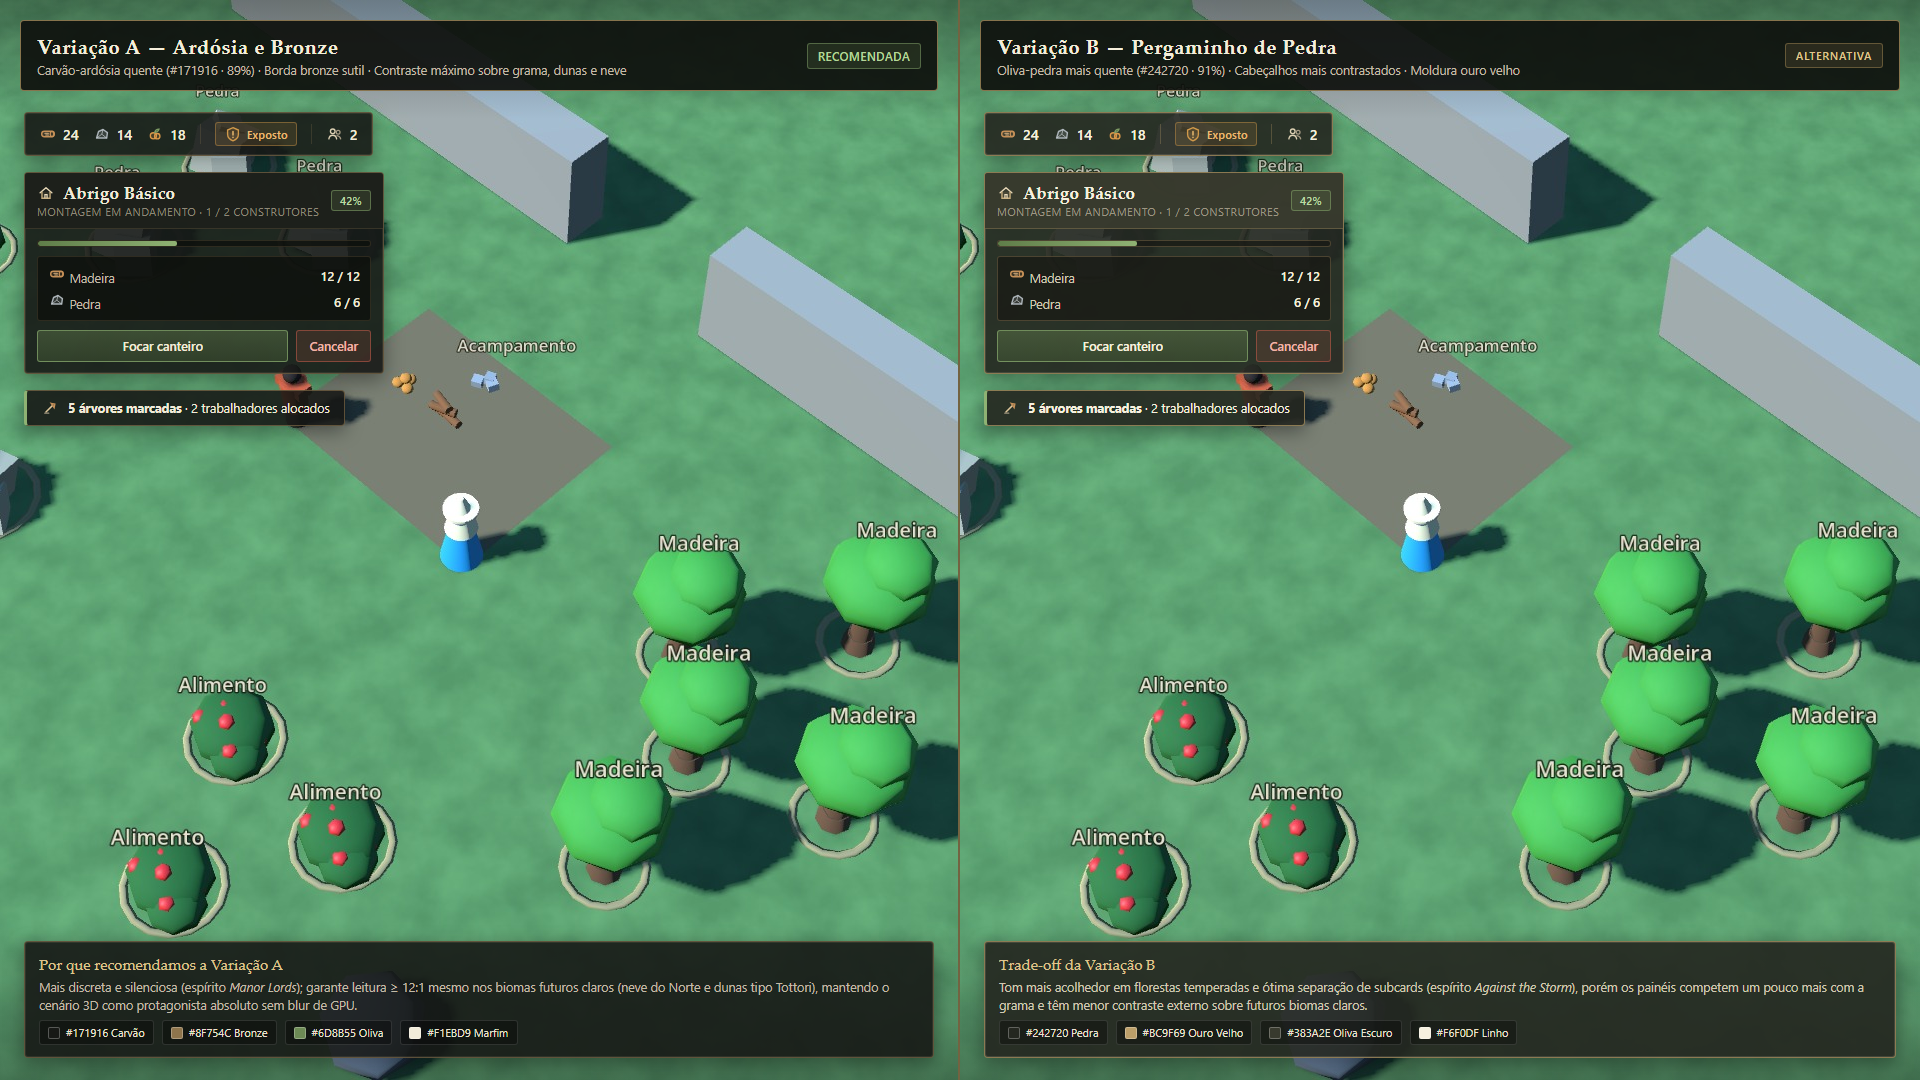 Variação A — Ardósia e Bronze
Carvão-ardósia quente (#171916 · 89%) · Borda bronze sutil · Contraste máximo sobre grama, dunas e neve
RECOMENDADA
Pedra
24 14 18 Exposto 2
Pedra Pedra
Abrigo Básico
MONTAGEM EM ANDAMENTO · 1 / 2 CONSTRUTORES
42%
Madeira 12 / 12
Pedra 6 / 6
Focar canteiro Cancelar
Acampamento
5 árvores marcadas · 2 trabalhadores alocados
Madeira
Madeira
Madeira
Alimento
Madeira
Madeira
Alimento
Alimento
Por que recomendamos a Variação A
Mais discreta e silenciosa (espírito Manor Lords); garante leitura ≥ 12:1 mesmo nos biomas futuros claros (neve do Norte e dunas tipo Tottori), mantendo o
cenário 3D como protagonista absoluto sem blur de GPU.
#171916 Carvão #8F754C Bronze #6D8B55 Oliva #F1EBD9 Marfim
Variação B — Pergaminho de Pedra
Oliva-pedra mais quente (#242720 · 91%) · Cabeçalhos mais contrastados · Moldura ouro velho
ALTERNATIVA
Pedra
24 14 18 Exposto 2
Pedra Pedra
Abrigo Básico
MONTAGEM EM ANDAMENTO · 1 / 2 CONSTRUTORES
42%
Madeira 12 / 12
Pedra 6 / 6
Focar canteiro Cancelar
Acampamento
5 árvores marcadas · 2 trabalhadores alocados
Madeira
Madeira
Madeira
Alimento
Madeira
Madeira
Alimento
Alimento
Trade-off da Variação B
Tom mais acolhedor em florestas temperadas e ótima separação de subcards (espírito Against the Storm), porém os painéis competem um pouco mais com a
grama e têm menor contraste externo sobre futuros biomas claros.
#242720 Pedra #BC9F69 Ouro Velho #383A2E Oliva Escuro #F6F0DF Linho